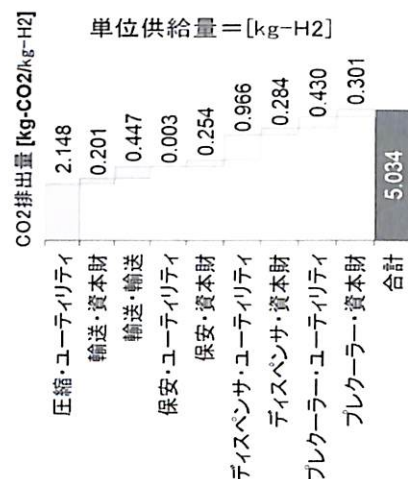 単位供給量＝[kg-H2]
CO2排出量 [kg-CO2/kg-H2]
2.148
0.201
0.447
0.003
0.254
0.966
0.284
0.430
0.301
5.034
圧縮・ユーティリティ
輸送・資本財
輸送・輸送
保安・ユーティリティ
保安・資本財
ディスペンサ・ユーティリティ
ディスペンサ・資本財
プレクーラー・ユーティリティ
プレクーラー・資本財
合計